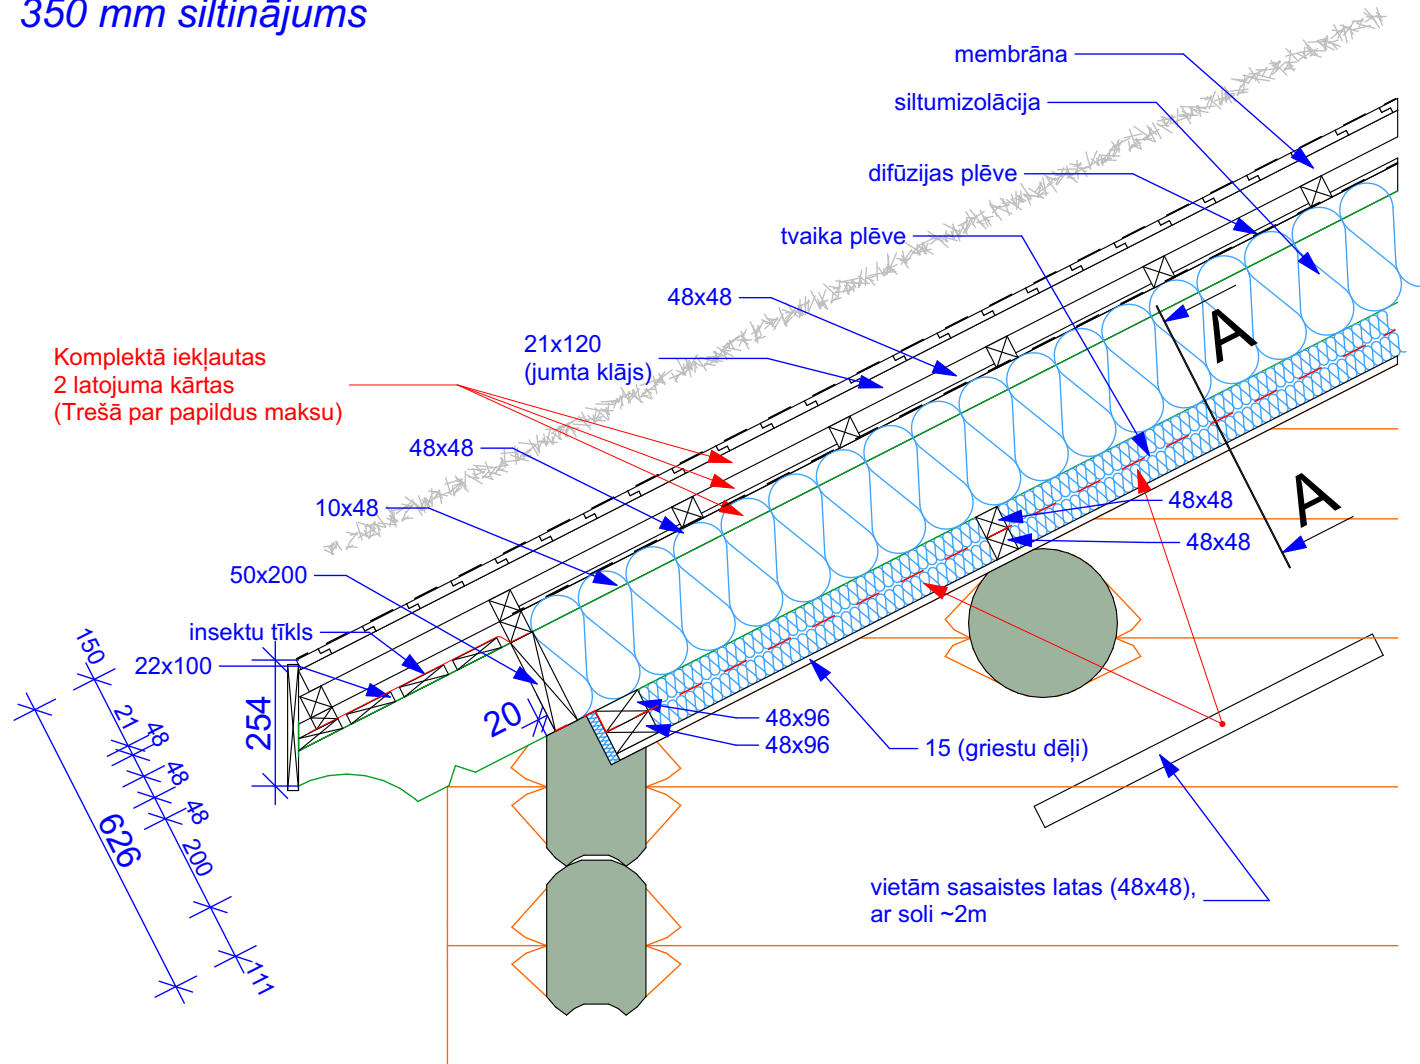 350 mm siltinājums
membrāna
siltumizolācija
difūzijas plēve
tvaika plēve
48x48
21x120
(jumta klājs)
Komplektā iekļautas
2 latojuma kārtas
(Trešā par papildus maksu)
48x48
10x48
50x200
insektu tīkls
22x100
A
A
48x48
48x48
150
21
48
48
48
200
111
626
254
20
48x96
48x96
15 (griestu dēļi)
vietām sasaistes latas (48x48),
ar soli ~2m